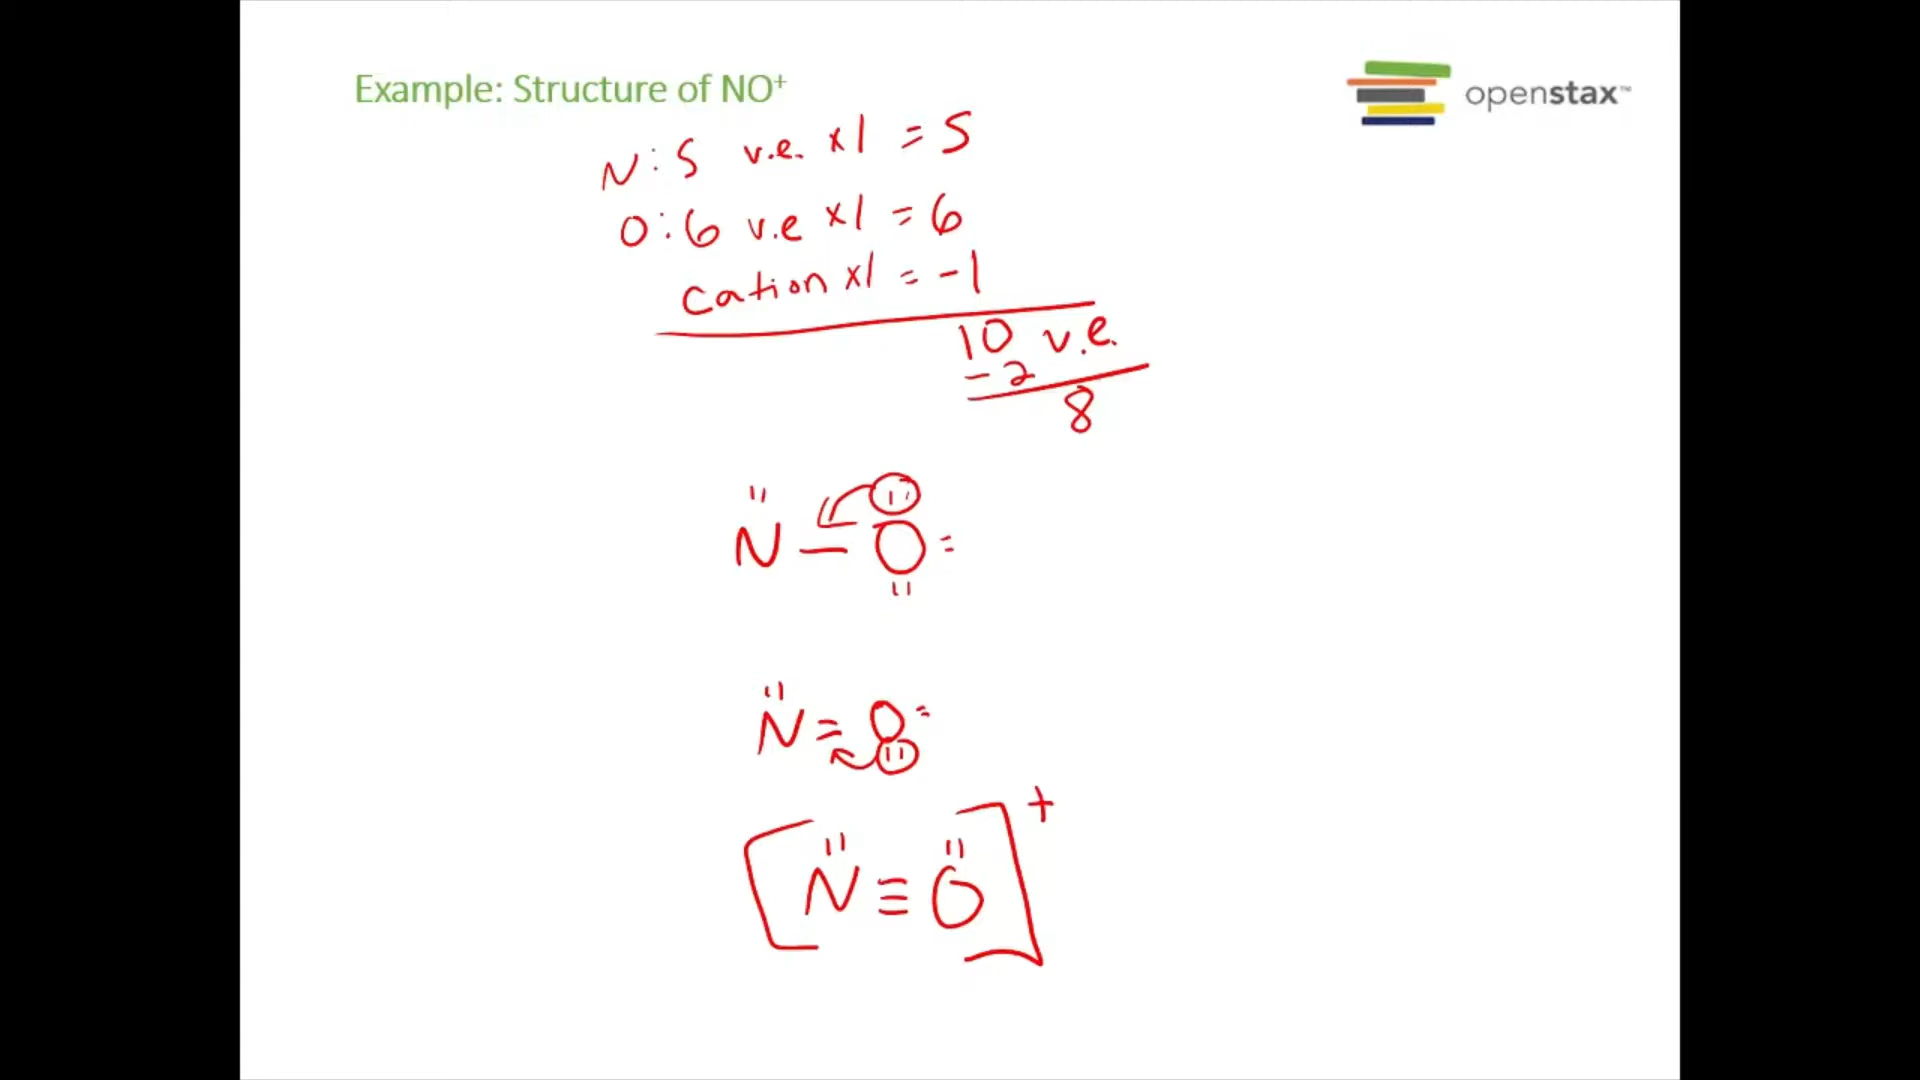 Example: Structure of NO⁺
openstax™
N: 5 v.e. x1 = 5
O: 6 v.e x1 = 6
cation x1 = -1
10 v.e.
-2
8
N — O
N = O
[N ≡ O]⁺